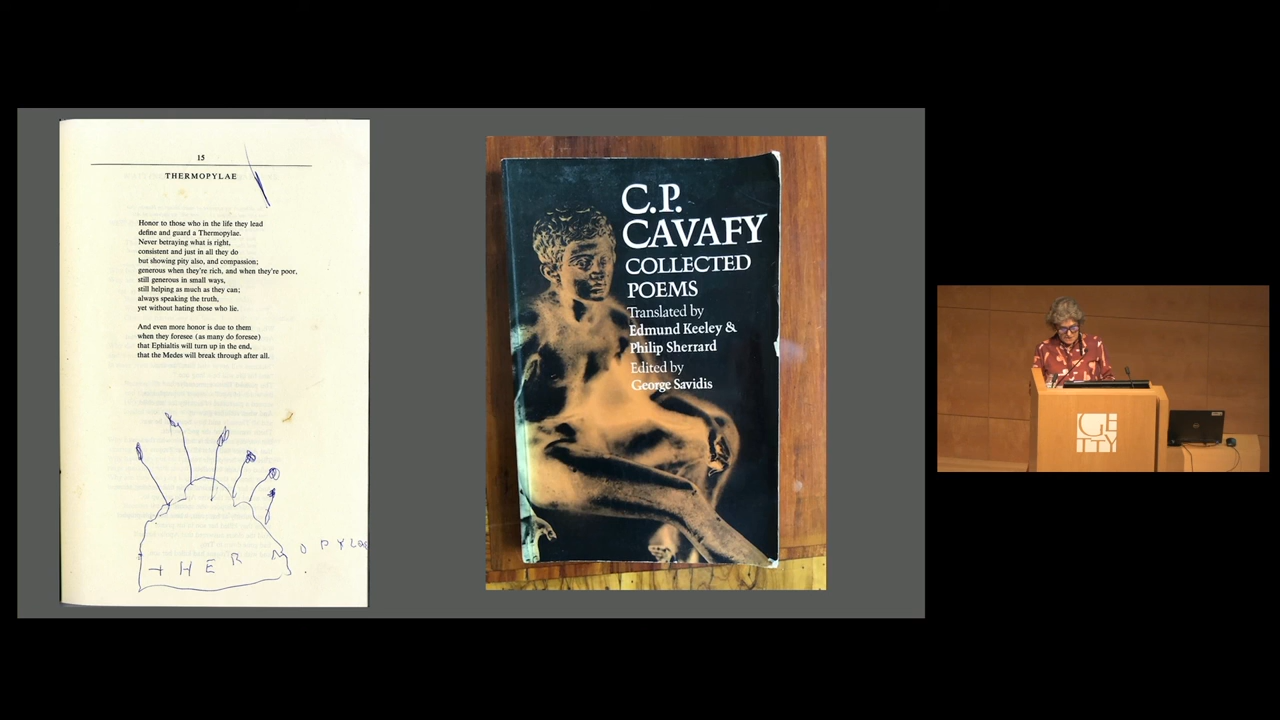 15
THERMOPYLAE
Honor to those who in the life they lead
define and guard a Thermopylae.
Never betraying what is right,
consistent and just in all they do
but showing pity also, and compassion;
generous when they're rich, and when they're poor,
still generous in small ways,
still helping as much as they can;
always speaking the truth,
yet without hating those who lie.
And even more honor is due to them
when they foresee (as many do foresee)
that Ephialtis will turn up in the end,
that the Medes will break through after all.
THERMOPYLAE
C.P.
CAVAFY
COLLECTED
POEMS
Translated by
Edmund Keeley &
Philip Sherrard
Edited by
George Savidis
GETTY